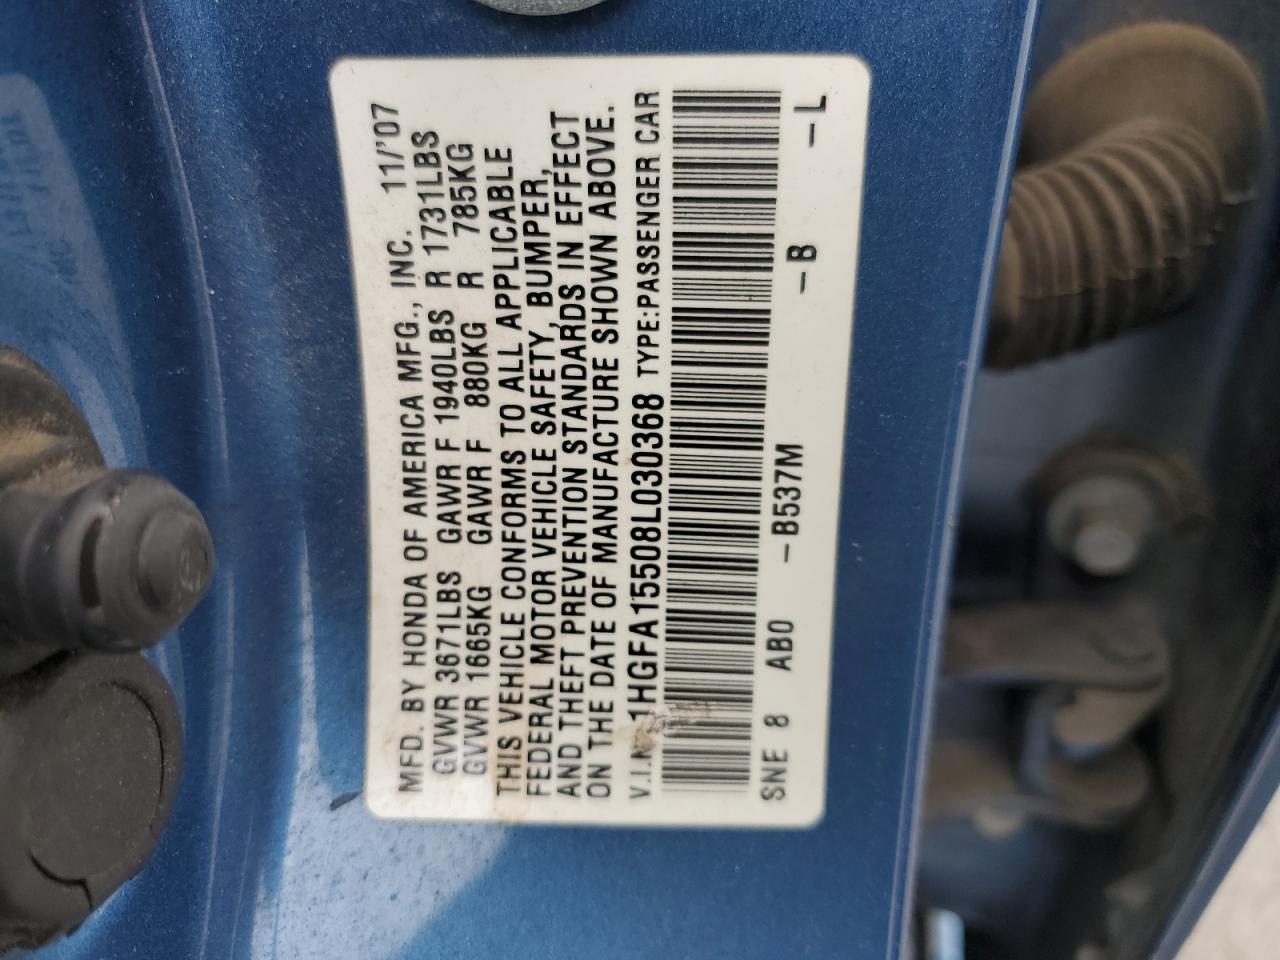 MFD. BY HONDA OF AMERICA MFG., INC. 11/'07
GVWR 3671LBS GAWR F 1940LBS R 1731LBS
GVWR 1665KG GAWR F 880KG R 785KG
THIS VEHICLE CONFORMS TO ALL APPLICABLE
FEDERAL MOTOR VEHICLE SAFETY, BUMPER,
AND THEFT PREVENTION STANDARDS IN EFFECT
ON THE DATE OF MANUFACTURE SHOWN ABOVE.
V.I.N. 1HGFA15508L030368 TYPE:PASSENGER CAR
SNE 8 AB0 -B537M -B -L